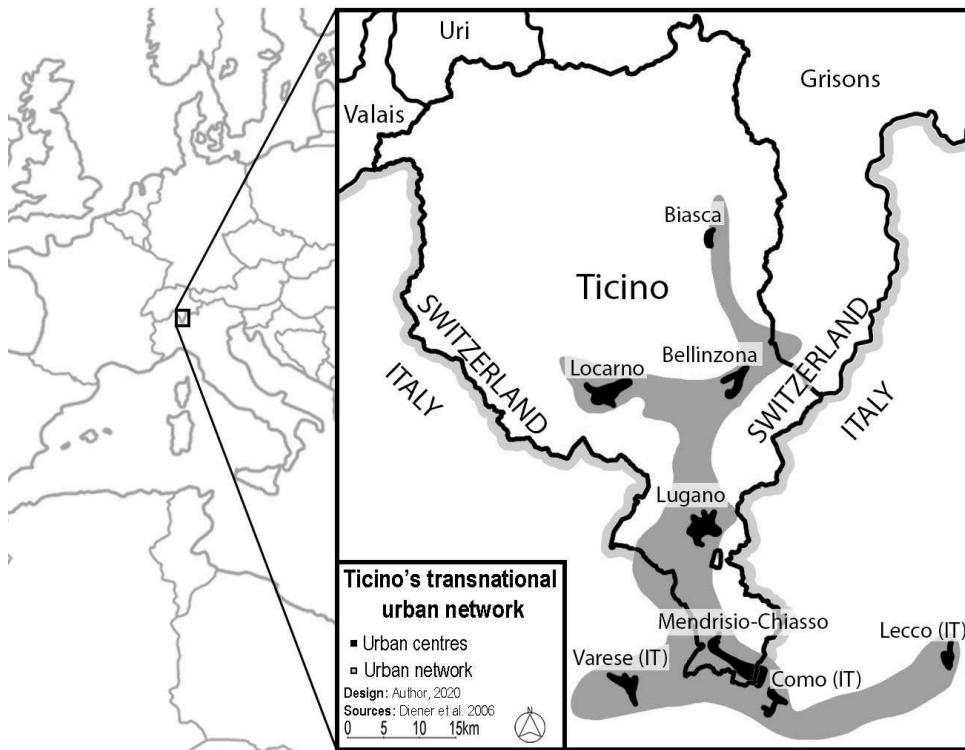 Uri
Grisons
Valais
Biasca
Ticino
SWITZERLAND
ITALY
Locarno
Bellinzona
SWITZERLAND
ITALY
Lugano
Mendrisio-Chiasso
Varese (IT)
Como (IT)
Lecco (IT)
Ticino's transnational
urban network
Urban centres
Urban network
Design: Author, 2020
Sources: Diener et al. 2006
0 5 10 15km
N